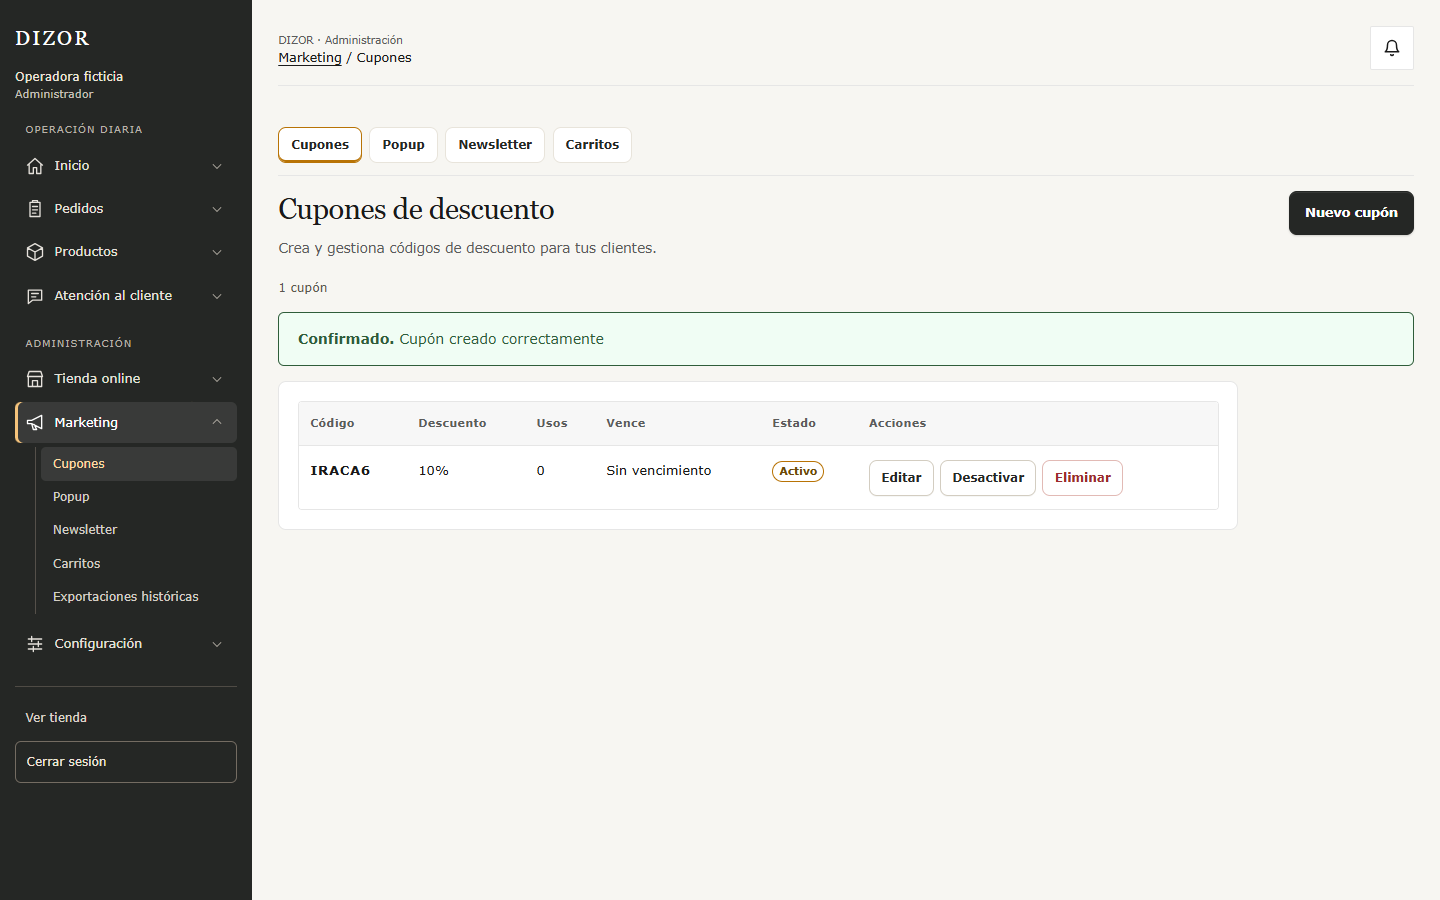 DIZOR
Operadora ficticia
Administrador
OPERACIÓN DIARIA
Inicio
Pedidos
Productos
Atención al cliente
ADMINISTRACIÓN
Tienda online
Marketing
Cupones
Popup
Newsletter
Carritos
Exportaciones históricas
Configuración
Ver tienda
Cerrar sesión
DIZOR · Administración
Marketing / Cupones
Cupones Popup Newsletter Carritos
Cupones de descuento
Nuevo cupón
Crea y gestiona códigos de descuento para tus clientes.
1 cupón
Confirmado. Cupón creado correctamente
Código Descuento Usos Vence Estado Acciones
IRACA6 10% 0 Sin vencimiento Activo Editar Desactivar Eliminar